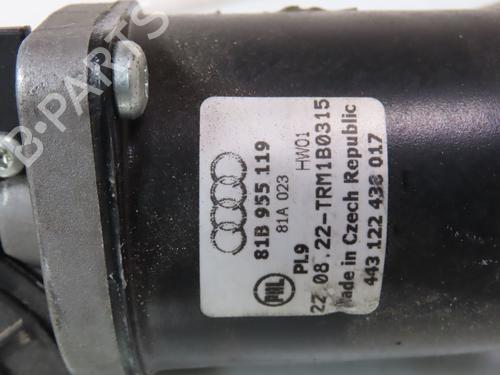 81B 955 119
81A 023 HW01
PL9
22.08.22-TRM1B0315
Made in Czech Republic
443 122 438 017
PAL
B-PARTS